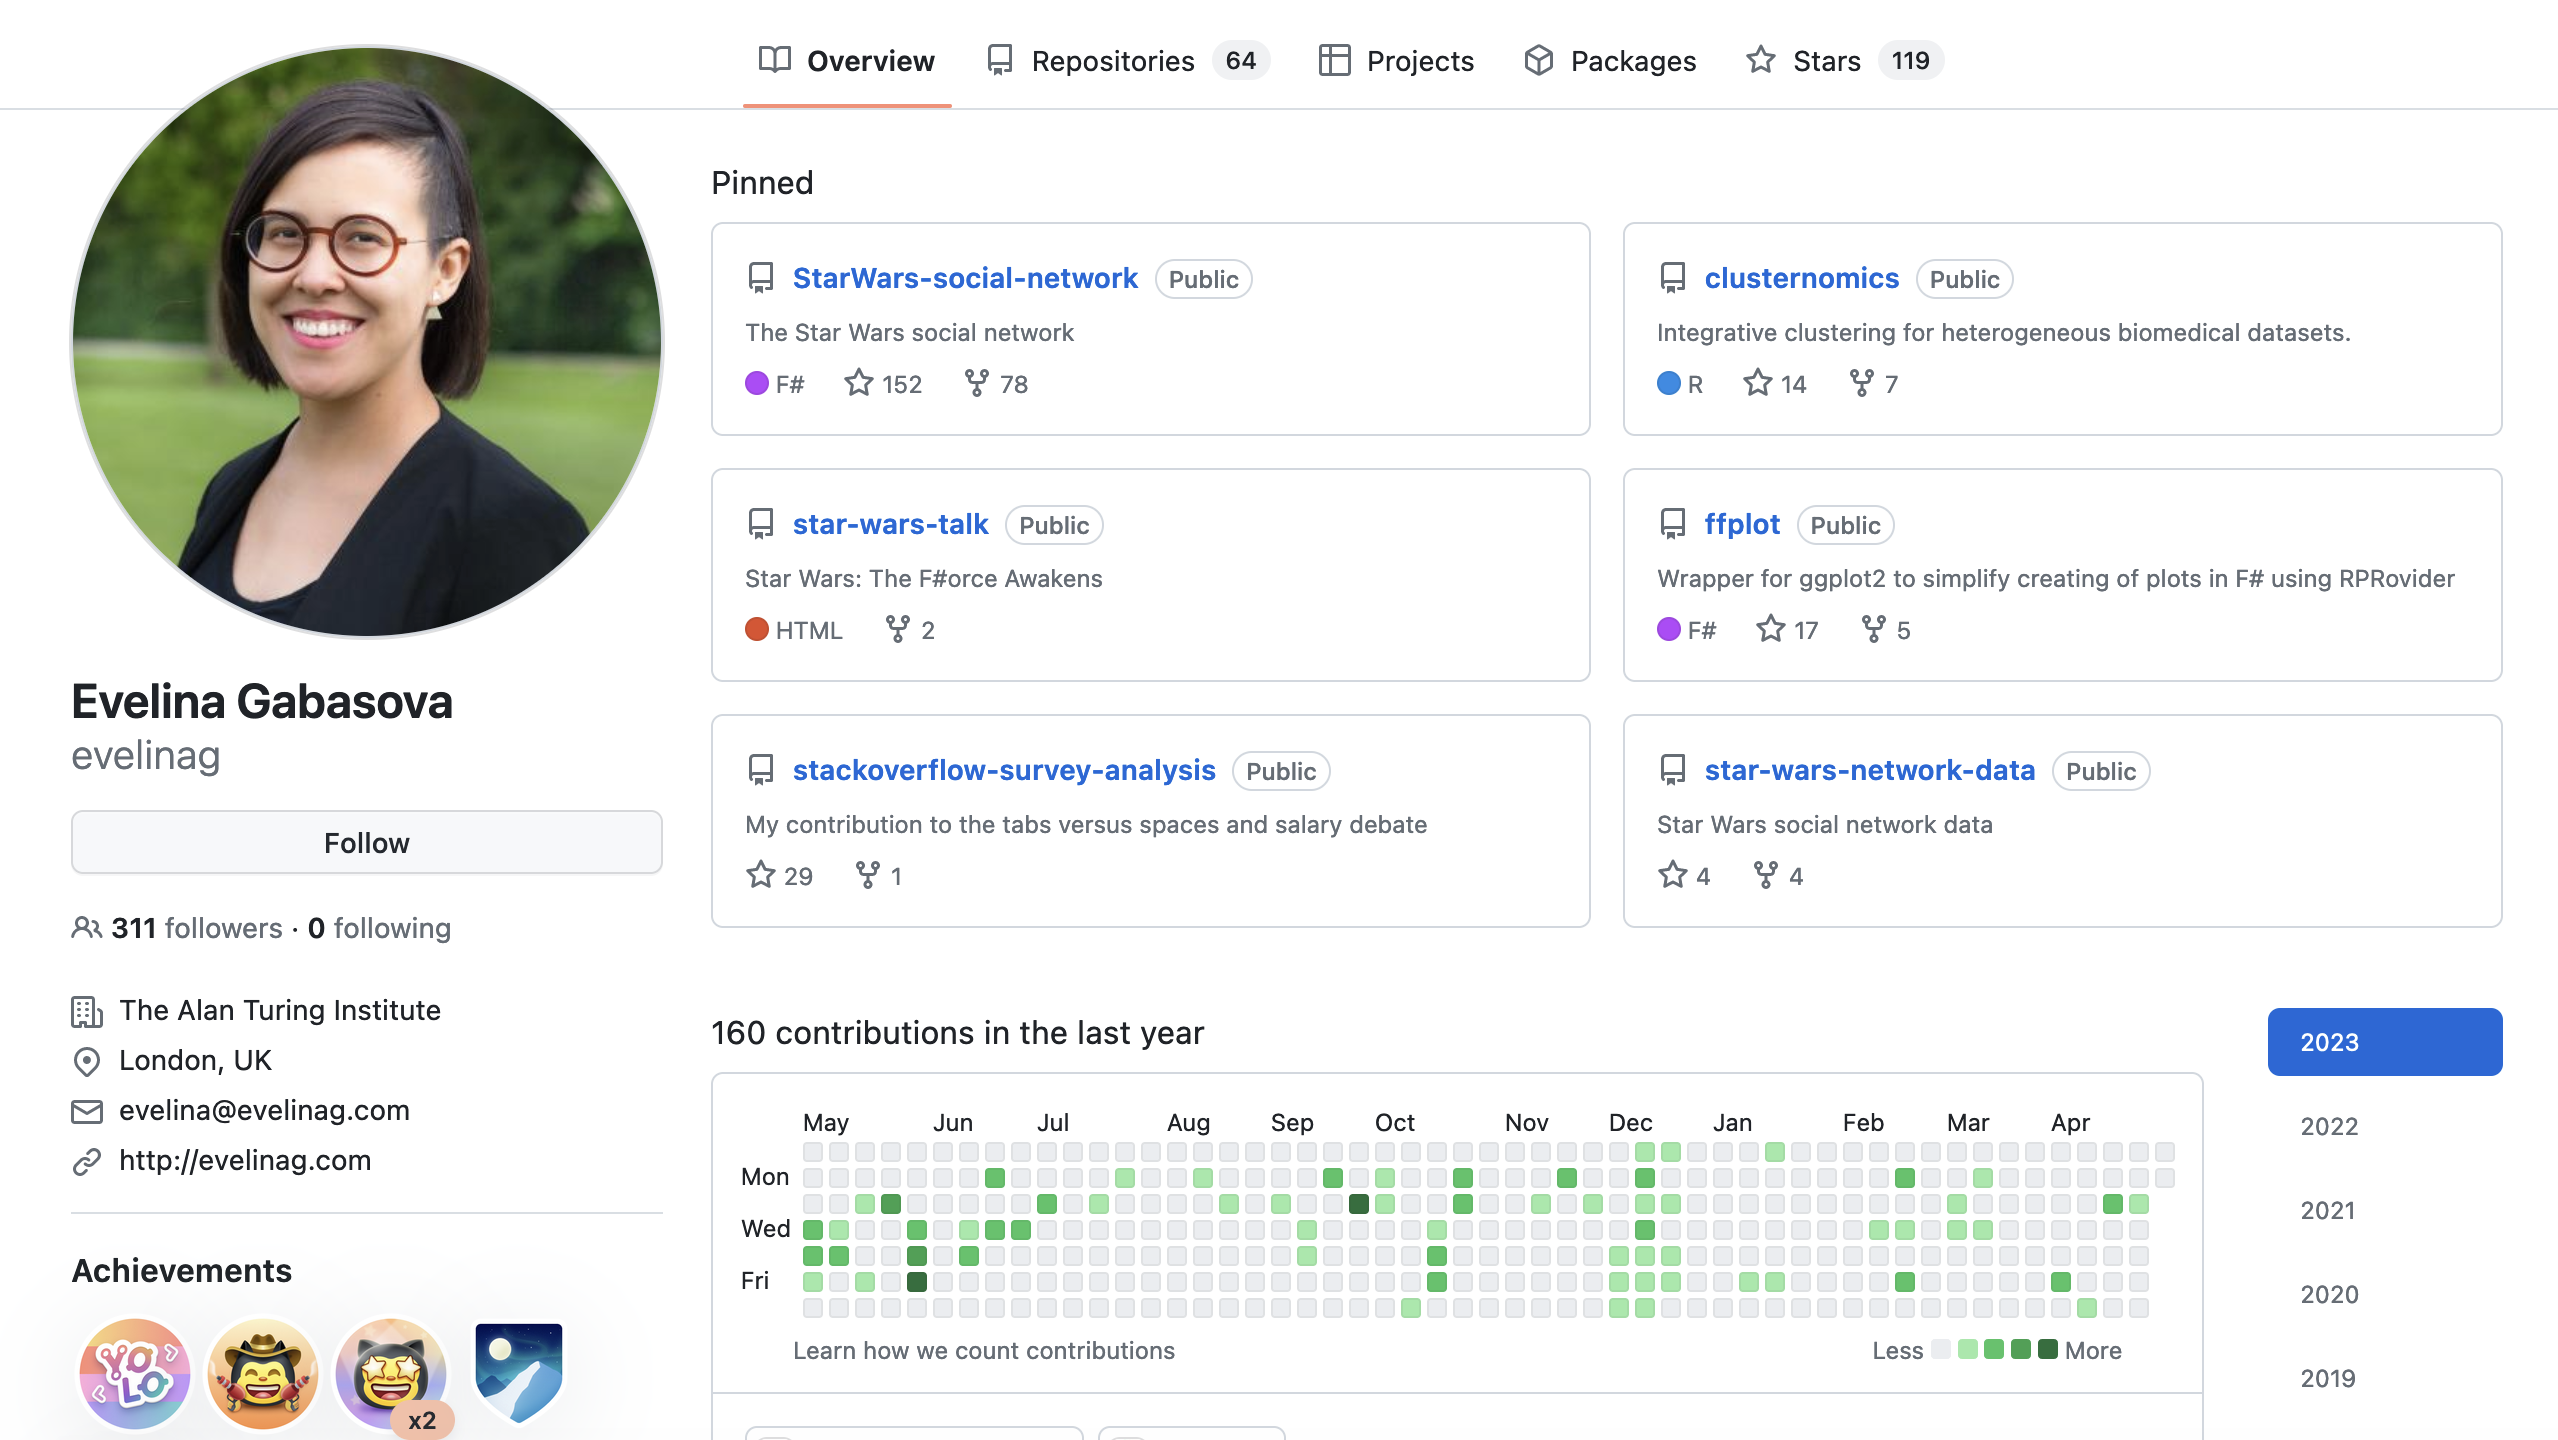 Overview
Repositories 64
Projects
Packages
Stars 119
Evelina Gabasova
evelinag
Follow
311 followers · 0 following
The Alan Turing Institute
London, UK
evelina@evelinag.com
http://evelinag.com
Achievements
YOLO
x2
Pinned
StarWars-social-network Public
The Star Wars social network
F# 152 78
clusternomics Public
Integrative clustering for heterogeneous biomedical datasets.
R 14 7
star-wars-talk Public
Star Wars: The F#orce Awakens
HTML 2
ffplot Public
Wrapper for ggplot2 to simplify creating of plots in F# using RPRovider
F# 17 5
stackoverflow-survey-analysis Public
My contribution to the tabs versus spaces and salary debate
29 1
star-wars-network-data Public
Star Wars social network data
4 4
160 contributions in the last year
May Jun Jul Aug Sep Oct Nov Dec Jan Feb Mar Apr
Mon
Wed
Fri
Learn how we count contributions
Less More
2023
2022
2021
2020
2019